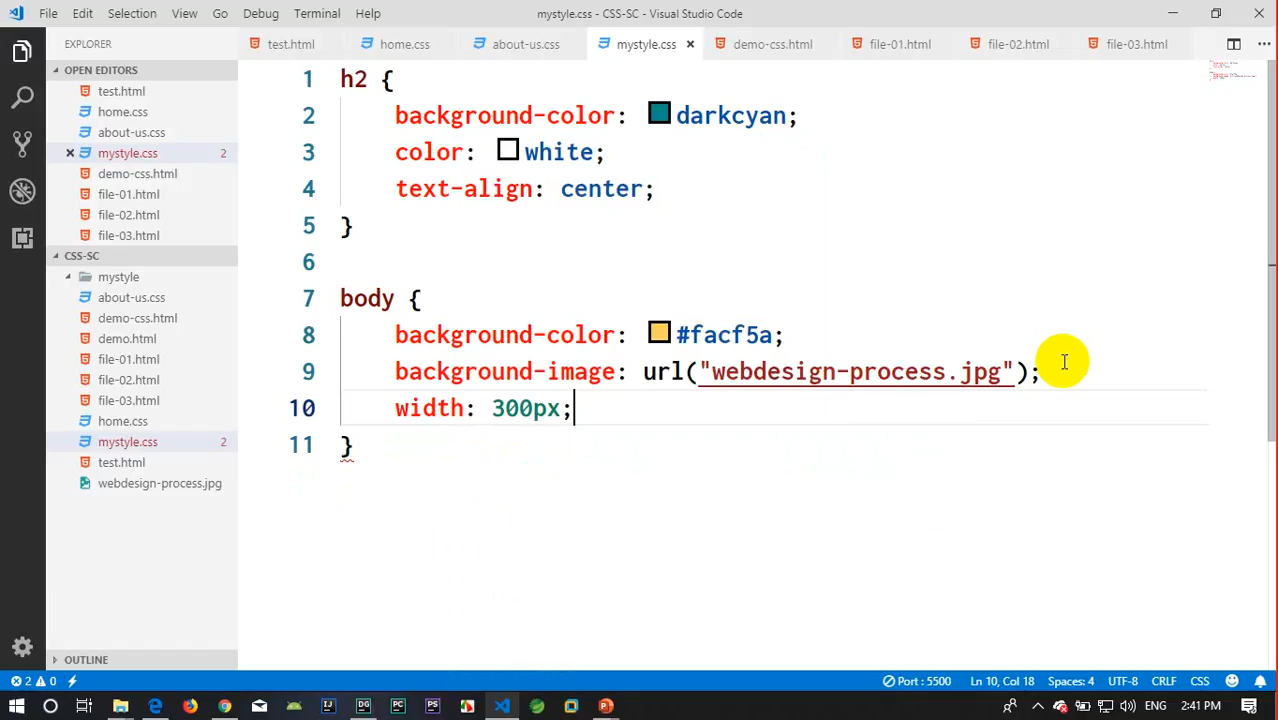 File Edit Selection View Go Debug Terminal Help
mystyle.css - CSS-SC - Visual Studio Code
EXPLORER
test.html home.css about-us.css mystyle.css demo-css.html file-01.html file-02.html file-03.html
OPEN EDITORS
test.html
home.css
about-us.css
mystyle.css 2
demo-css.html
file-01.html
file-02.html
file-03.html
CSS-SC
mystyle
about-us.css
demo-css.html
demo.html
file-01.html
file-02.html
file-03.html
home.css
mystyle.css 2
test.html
webdesign-process.jpg
OUTLINE
1 h2 {
2 background-color: darkcyan;
3 color: white;
4 text-align: center;
5 }
6
7 body {
8 background-color: #facf5a;
9 background-image: url("webdesign-process.jpg");
10 width: 300px;
11 }
2 0 Port : 5500 Ln 10, Col 18 Spaces: 4 UTF-8 CRLF CSS
IJ DG PC PS ENG 2:41 PM